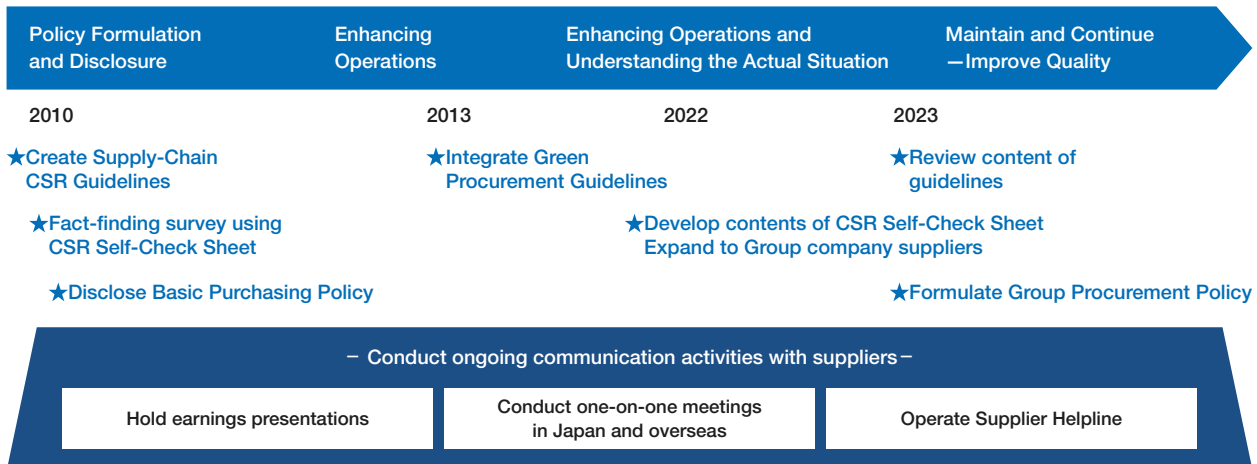 Policy Formulation
and Disclosure
Enhancing
Operations
Enhancing Operations and
Understanding the Actual Situation
Maintain and Continue
—Improve Quality
2010
2013
2022
2023
★Create Supply-Chain
CSR Guidelines
★Integrate Green
Procurement Guidelines
★Review content of
guidelines
★Fact-finding survey using
CSR Self-Check Sheet
★Develop contents of CSR Self-Check Sheet
Expand to Group company suppliers
★Disclose Basic Purchasing Policy
★Formulate Group Procurement Policy
– Conduct ongoing communication activities with suppliers–
Hold earnings presentations
Conduct one-on-one meetings
in Japan and overseas
Operate Supplier Helpline